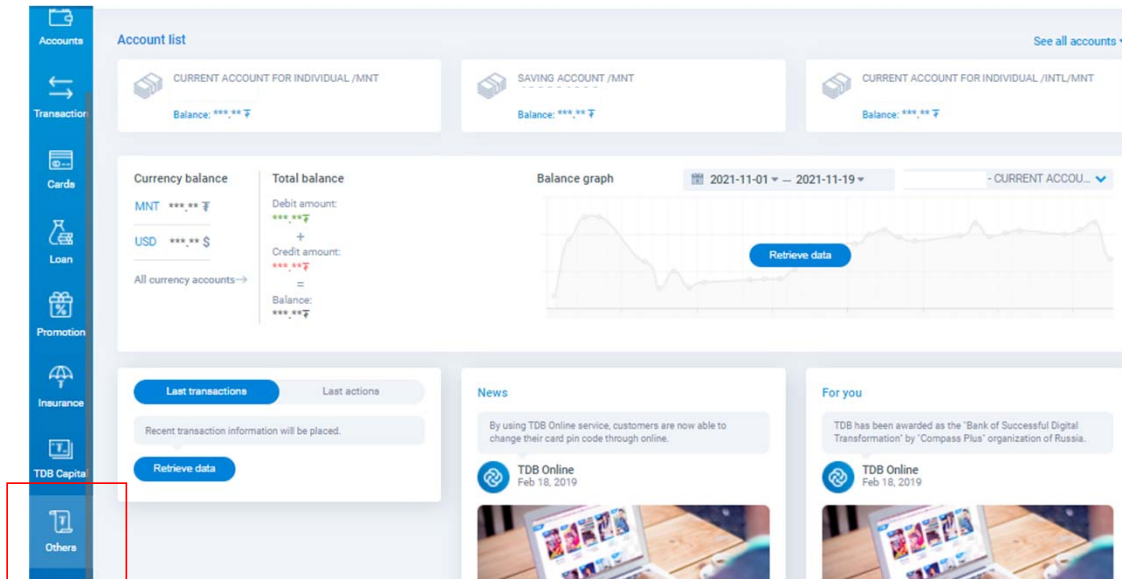 Accounts
Transaction
Cards
Loan
Promotion
Insurance
TDB Capital
Others
Account list
See all accounts
CURRENT ACCOUNT FOR INDIVIDUAL /MNT
Balance: ***.** ₮
SAVING ACCOUNT /MNT
Balance: ***.** ₮
CURRENT ACCOUNT FOR INDIVIDUAL /INTL/MNT
Balance: ***.** ₮
Currency balance
MNT ***.** ₮
USD ***.** $
All currency accounts→
Total balance
Debit amount:
***.**₮
+
Credit amount:
***.**₮
=
Balance:
***.**₮
Balance graph
2021-11-01 — 2021-11-19
- CURRENT ACCOU...
Retrieve data
Last transactions
Last actions
Recent transaction information will be placed.
Retrieve data
News
By using TDB Online service, customers are now able to
change their card pin code through online.
TDB Online
Feb 18, 2019
For you
TDB has been awarded as the "Bank of Successful Digital
Transformation" by "Compass Plus" organization of Russia.
TDB Online
Feb 18, 2019